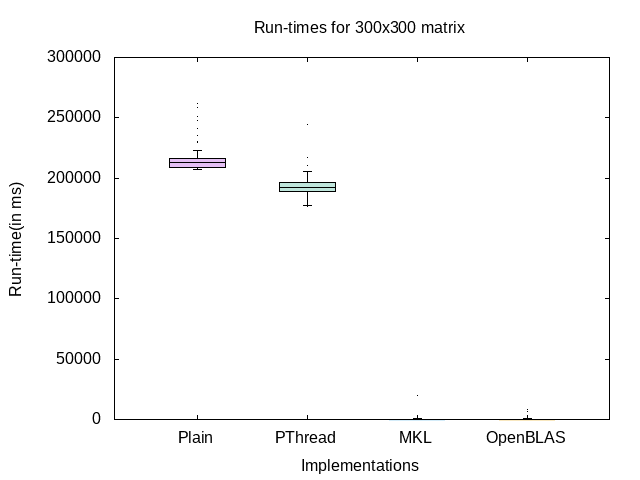 Run-times for 300x300 matrix
300000
250000
200000
150000
100000
50000
0
Run-time(in ms)
Plain
PThread
MKL
OpenBLAS
Implementations